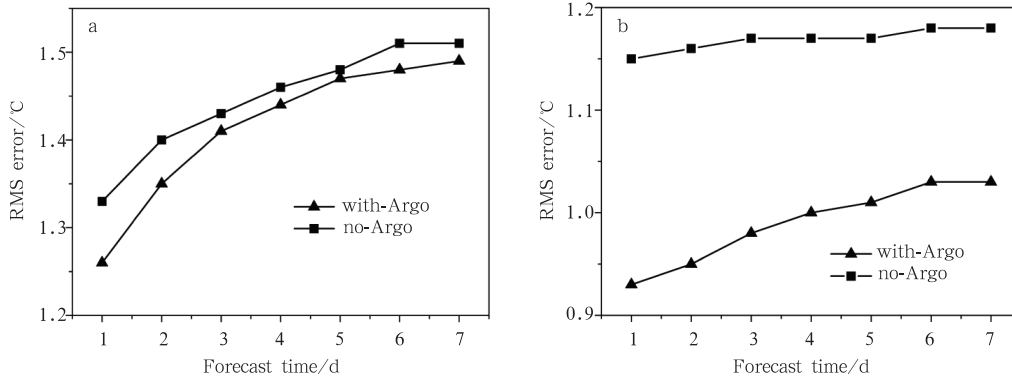 a
1.5
1.4
1.3
1.2
RMS error/℃
with-Argo
no-Argo
1 2 3 4 5 6 7
Forecast time/d
b
1.2
1.1
1.0
0.9
RMS error/℃
with-Argo
no-Argo
1 2 3 4 5 6 7
Forecast time/d